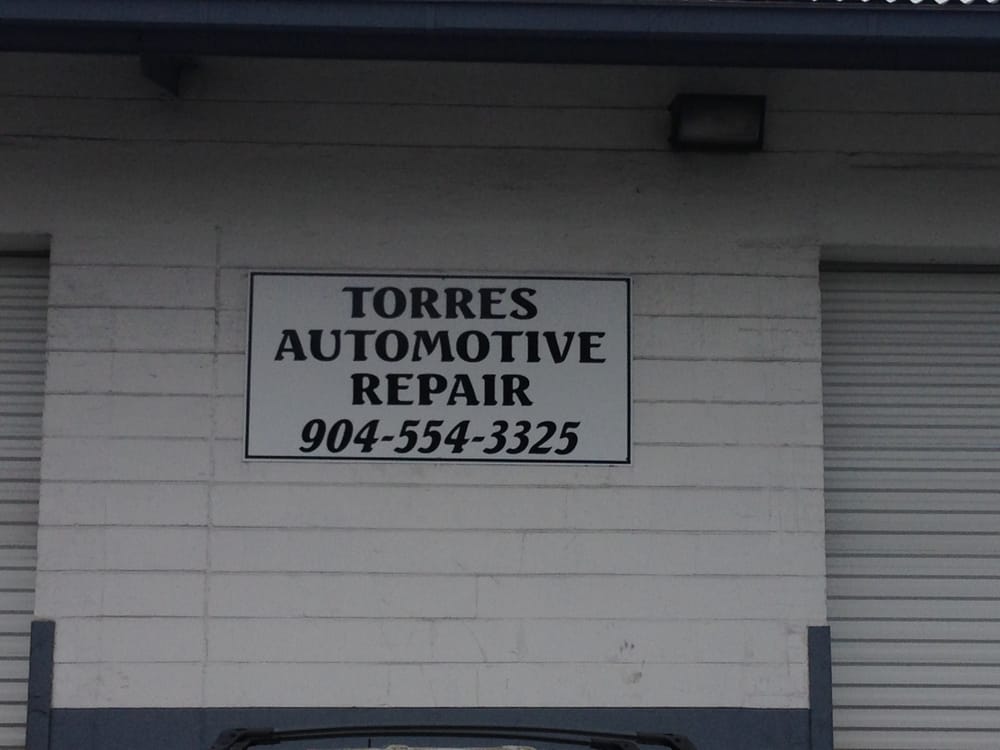 TORRES
AUTOMOTIVE
REPAIR
904-554-3325